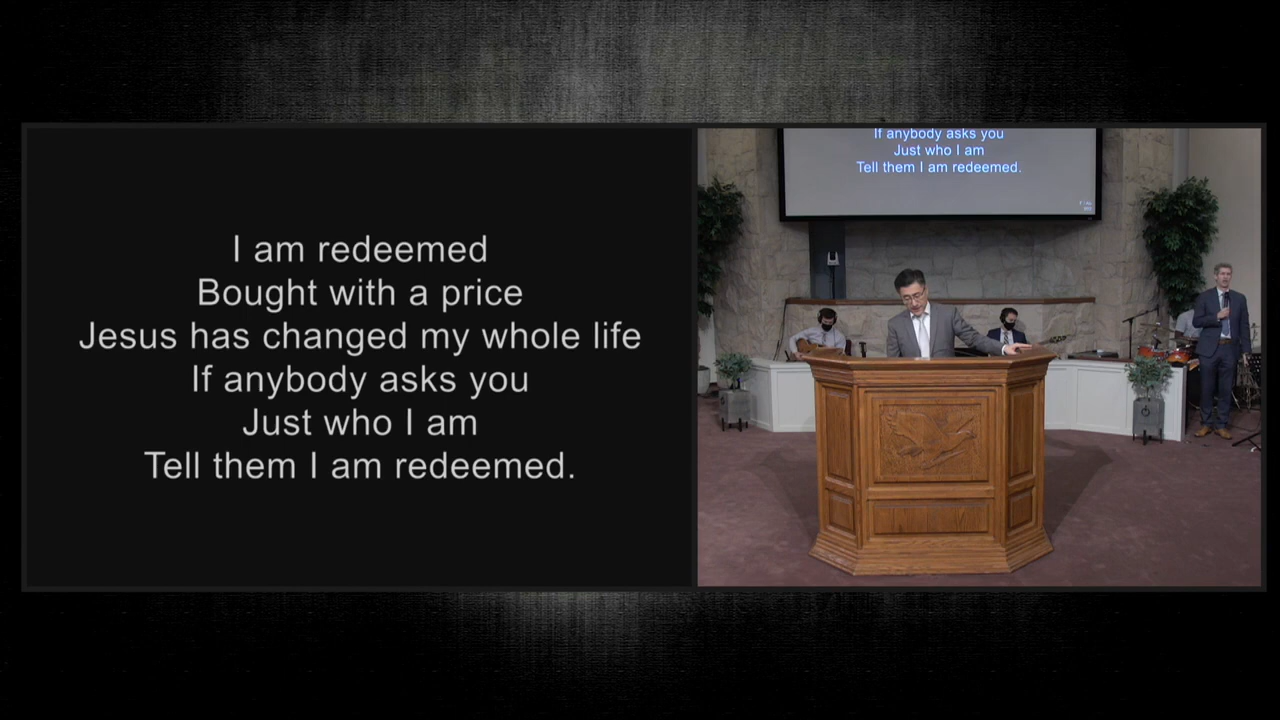 I am redeemed
Bought with a price
Jesus has changed my whole life
If anybody asks you
Just who I am
Tell them I am redeemed.
If anybody asks you
Just who I am
Tell them I am redeemed.